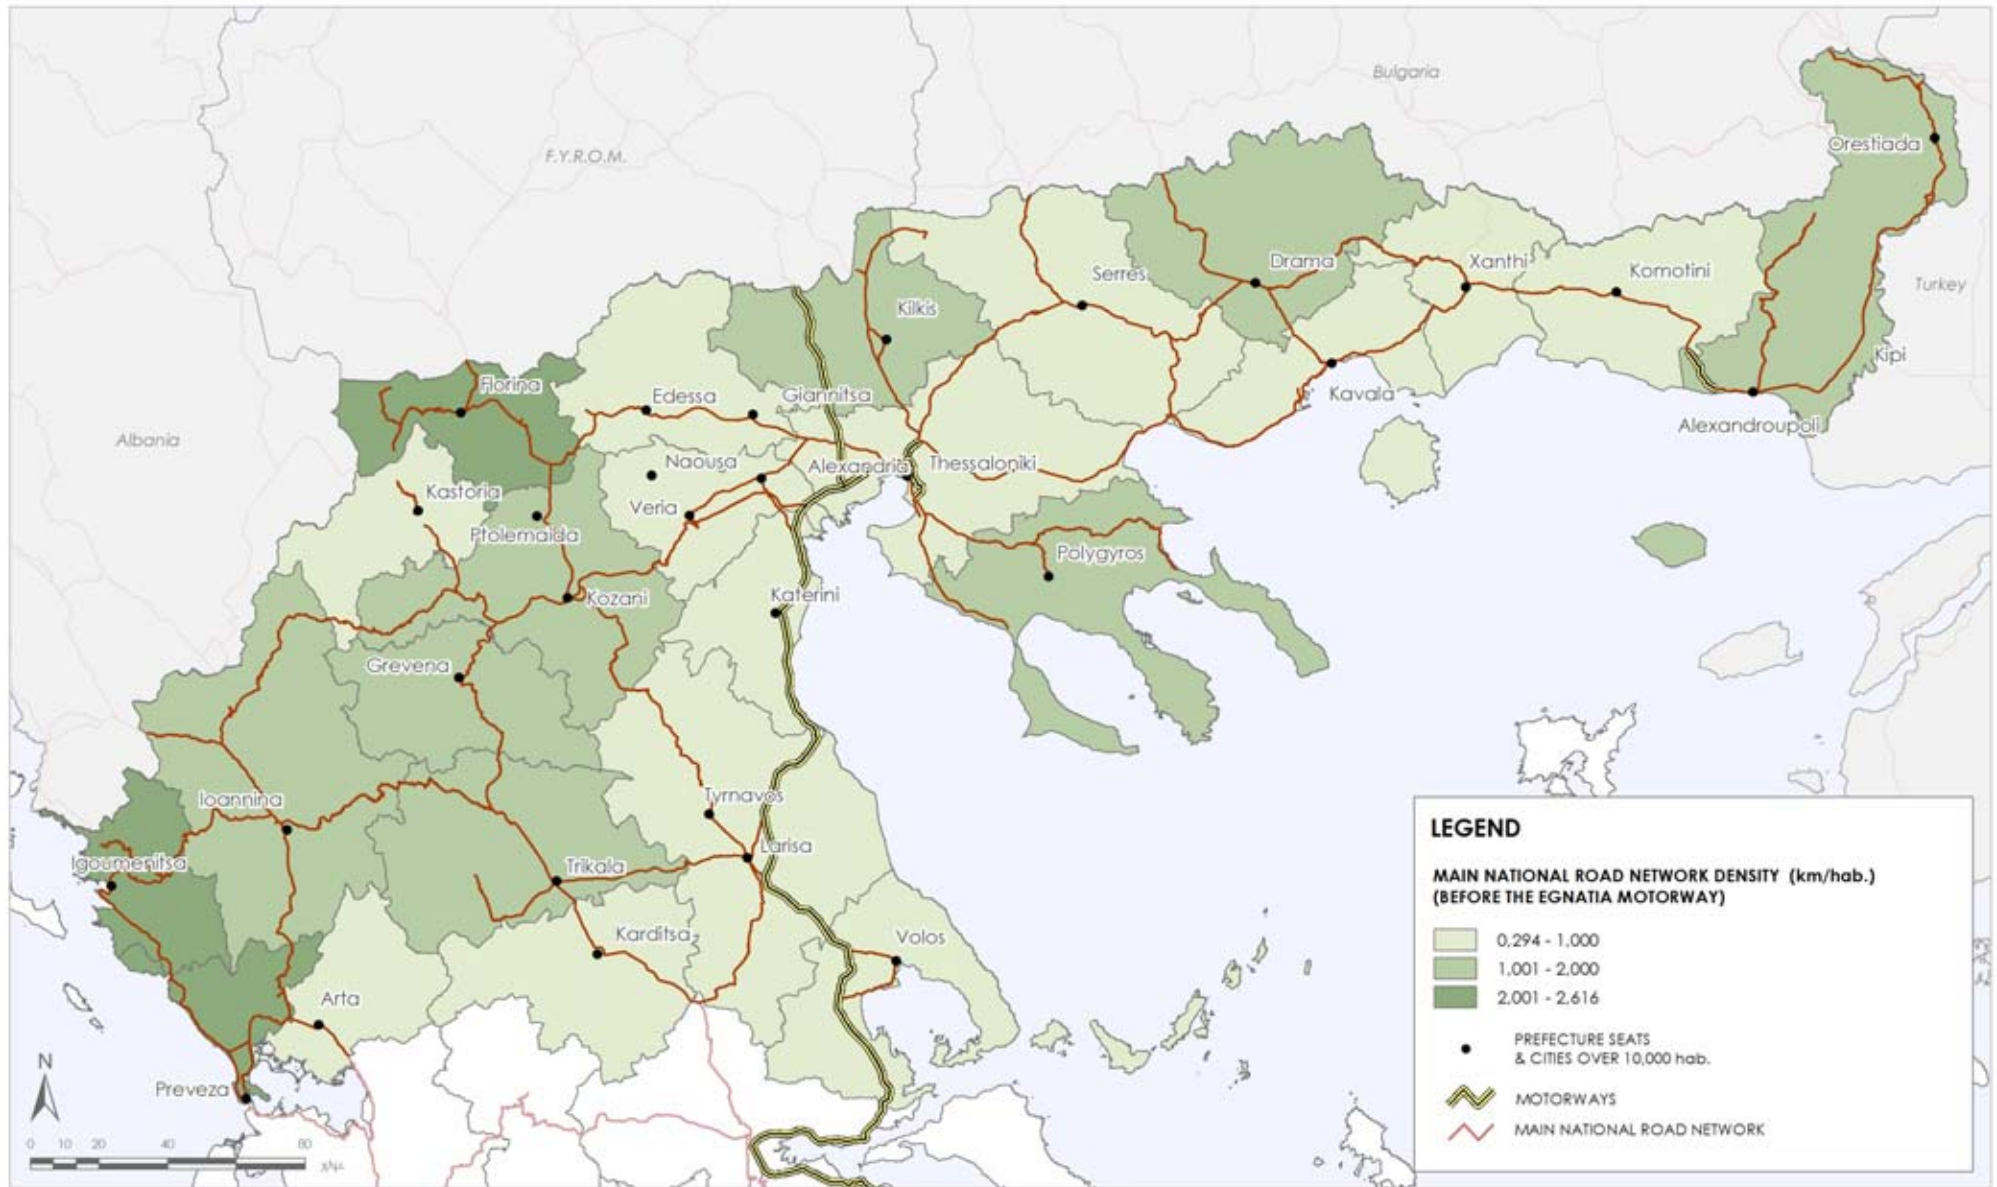 Bulgaria
Orestiada
F.Y.R.O.M.
Drama
Xanthi
Komotini
Serres
Turkey
Kilkis
Kipi
Florina
Edessa
Giannitsa
Kavala
Alexandroupoli
Albania
Naousa
Alexandria
Thessaloniki
Kastoria
Veria
Ptolemaida
Polygyros
Kozani
Katerini
Grevena
Ioannina
Tyrnavos
Larisa
Igoumenitsa
Trikala
Karditsa
Volos
Arta
Preveza
N
0 10 20 40 60 80
LEGEND
MAIN NATIONAL ROAD NETWORK DENSITY (km/hab.)
(BEFORE THE EGNATIA MOTORWAY)
0,294 - 1,000
1,001 - 2,000
2,001 - 2,616
PREFECTURE SEATS
& CITIES OVER 10,000 hab.
MOTORWAYS
MAIN NATIONAL ROAD NETWORK